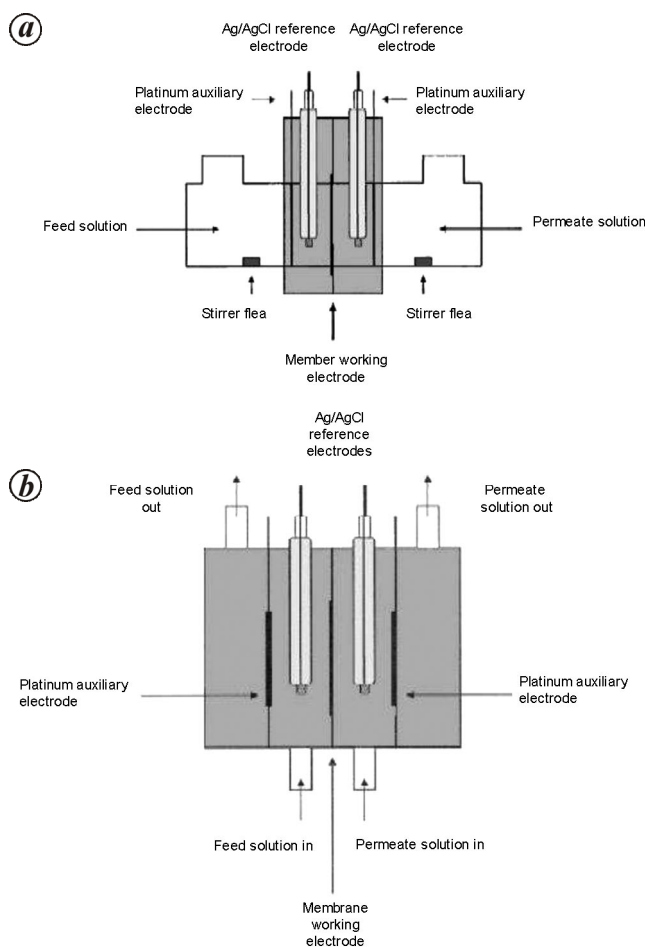 a
Ag/AgCl reference
electrode
Ag/AgCl reference
electrode
Platinum auxiliary
electrode
Platinum auxiliary
electrode
Feed solution
Permeate solution
Stirrer flea
Stirrer flea
Member working
electrode
b
Ag/AgCl
reference
electrodes
Feed solution
out
Permeate
solution out
Platinum auxiliary
electrode
Platinum auxiliary
electrode
Feed solution in
Permeate solution in
Membrane
working
electrode